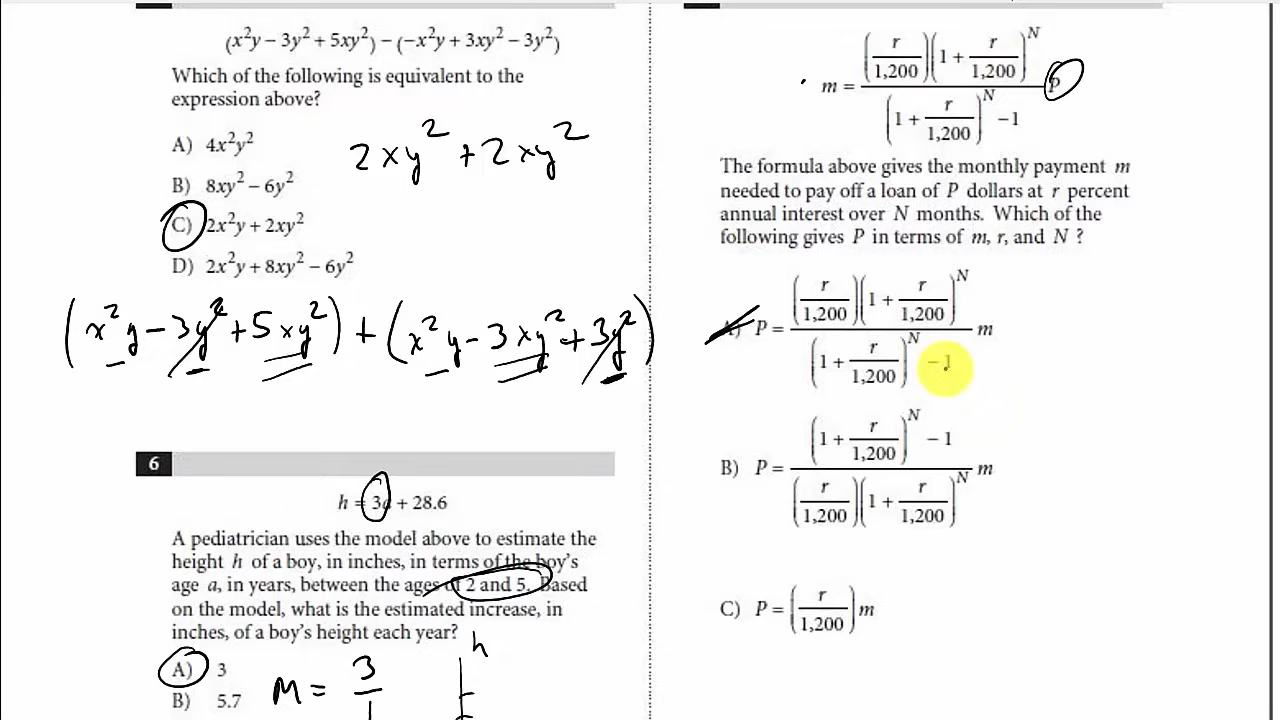 (x²y − 3y² + 5xy²) − (−x²y + 3xy² − 3y²)
Which of the following is equivalent to the
expression above?
A) 4x²y²
B) 8xy² − 6y²
C) 2x²y + 2xy²
D) 2x²y + 8xy² − 6y²
2xy² + 2xy²
(x²y − 3y² + 5xy²) + (x²y − 3xy² + 3y²)
6
h = 3a + 28.6
A pediatrician uses the model above to estimate the
height h of a boy, in inches, in terms of the boy’s
age a, in years, between the ages of 2 and 5. Based
on the model, what is the estimated increase, in
inches, of a boy’s height each year?
A) 3
B) 5.7
m = 3/1
h
m = (r/1,200)(1 + r/1,200)^N / ((1 + r/1,200)^N − 1) P
The formula above gives the monthly payment m
needed to pay off a loan of P dollars at r percent
annual interest over N months. Which of the
following gives P in terms of m, r, and N ?
A) P = (r/1,200)(1 + r/1,200)^N / ((1 + r/1,200)^N − 1) m
B) P = ((1 + r/1,200)^N − 1) / (r/1,200)(1 + r/1,200)^N m
C) P = (r/1,200) m